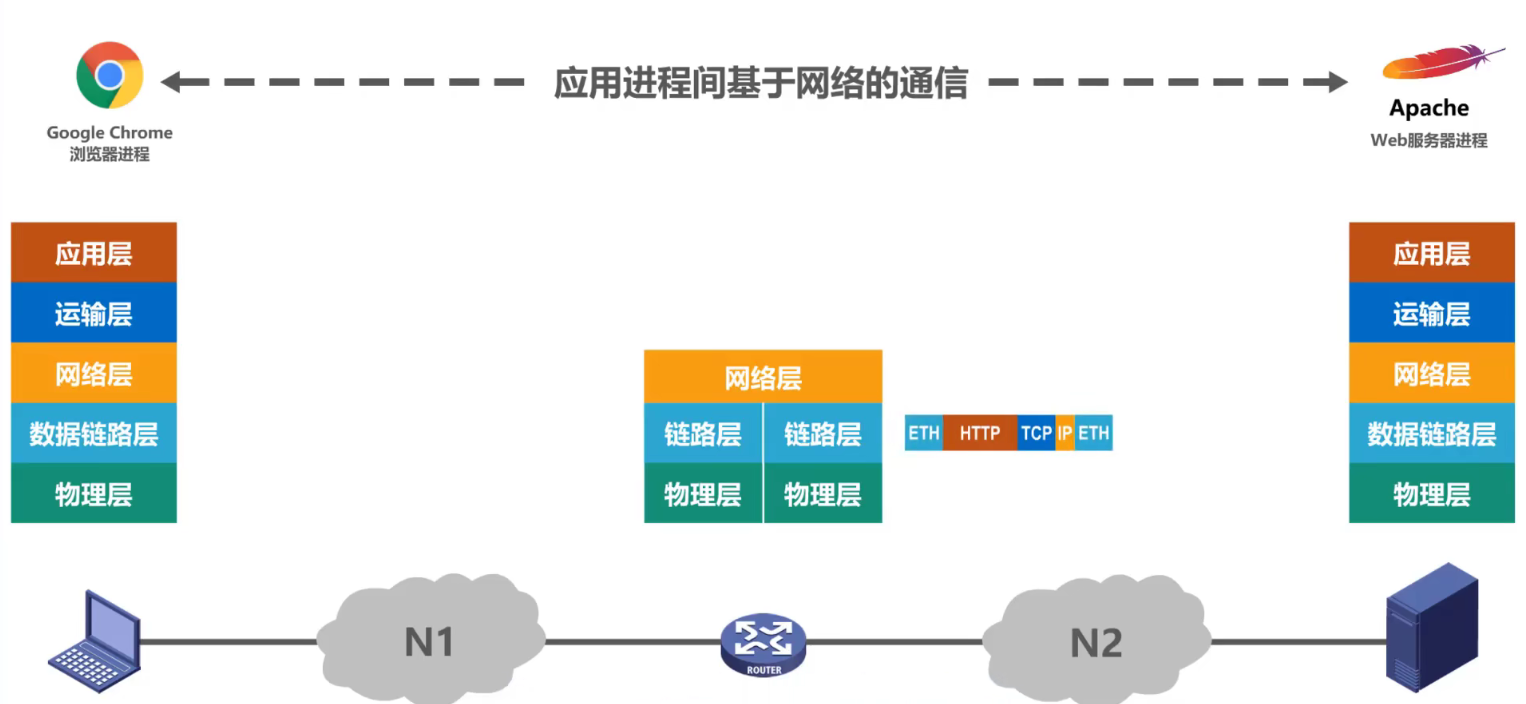 应用进程间基于网络的通信
Google Chrome
浏览器进程
Apache
Web服务器进程
应用层
运输层
网络层
数据链路层
物理层
网络层
链路层 链路层
物理层 物理层
ETH HTTP TCP IP ETH
应用层
运输层
网络层
数据链路层
物理层
N1
ROUTER
N2